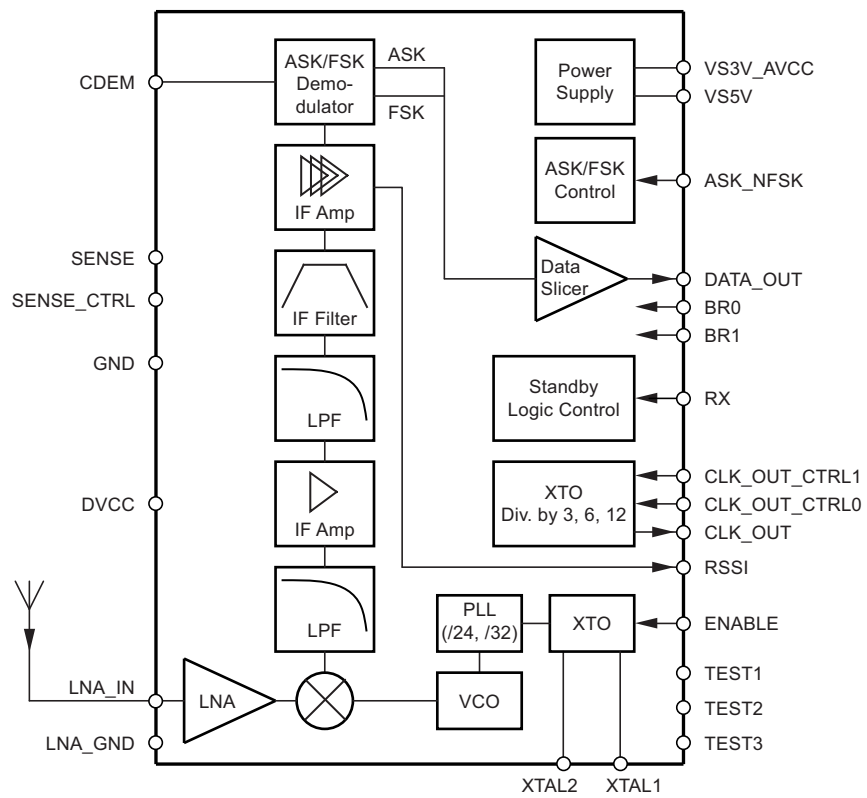 CDEM
SENSE
SENSE_CTRL
GND
DVCC
LNA_IN
LNA_GND
ASK/FSK
Demo-
dulator
ASK
FSK
IF Amp
IF Filter
LPF
IF Amp
LPF
LNA
PLL
(/24, /32)
VCO
XTO
Power
Supply
ASK/FSK
Control
Data
Slicer
Standby
Logic Control
XTO
Div. by 3, 6, 12
VS3V_AVCC
VS5V
ASK_NFSK
DATA_OUT
BR0
BR1
RX
CLK_OUT_CTRL1
CLK_OUT_CTRL0
CLK_OUT
RSSI
ENABLE
TEST1
TEST2
TEST3
XTAL2 XTAL1